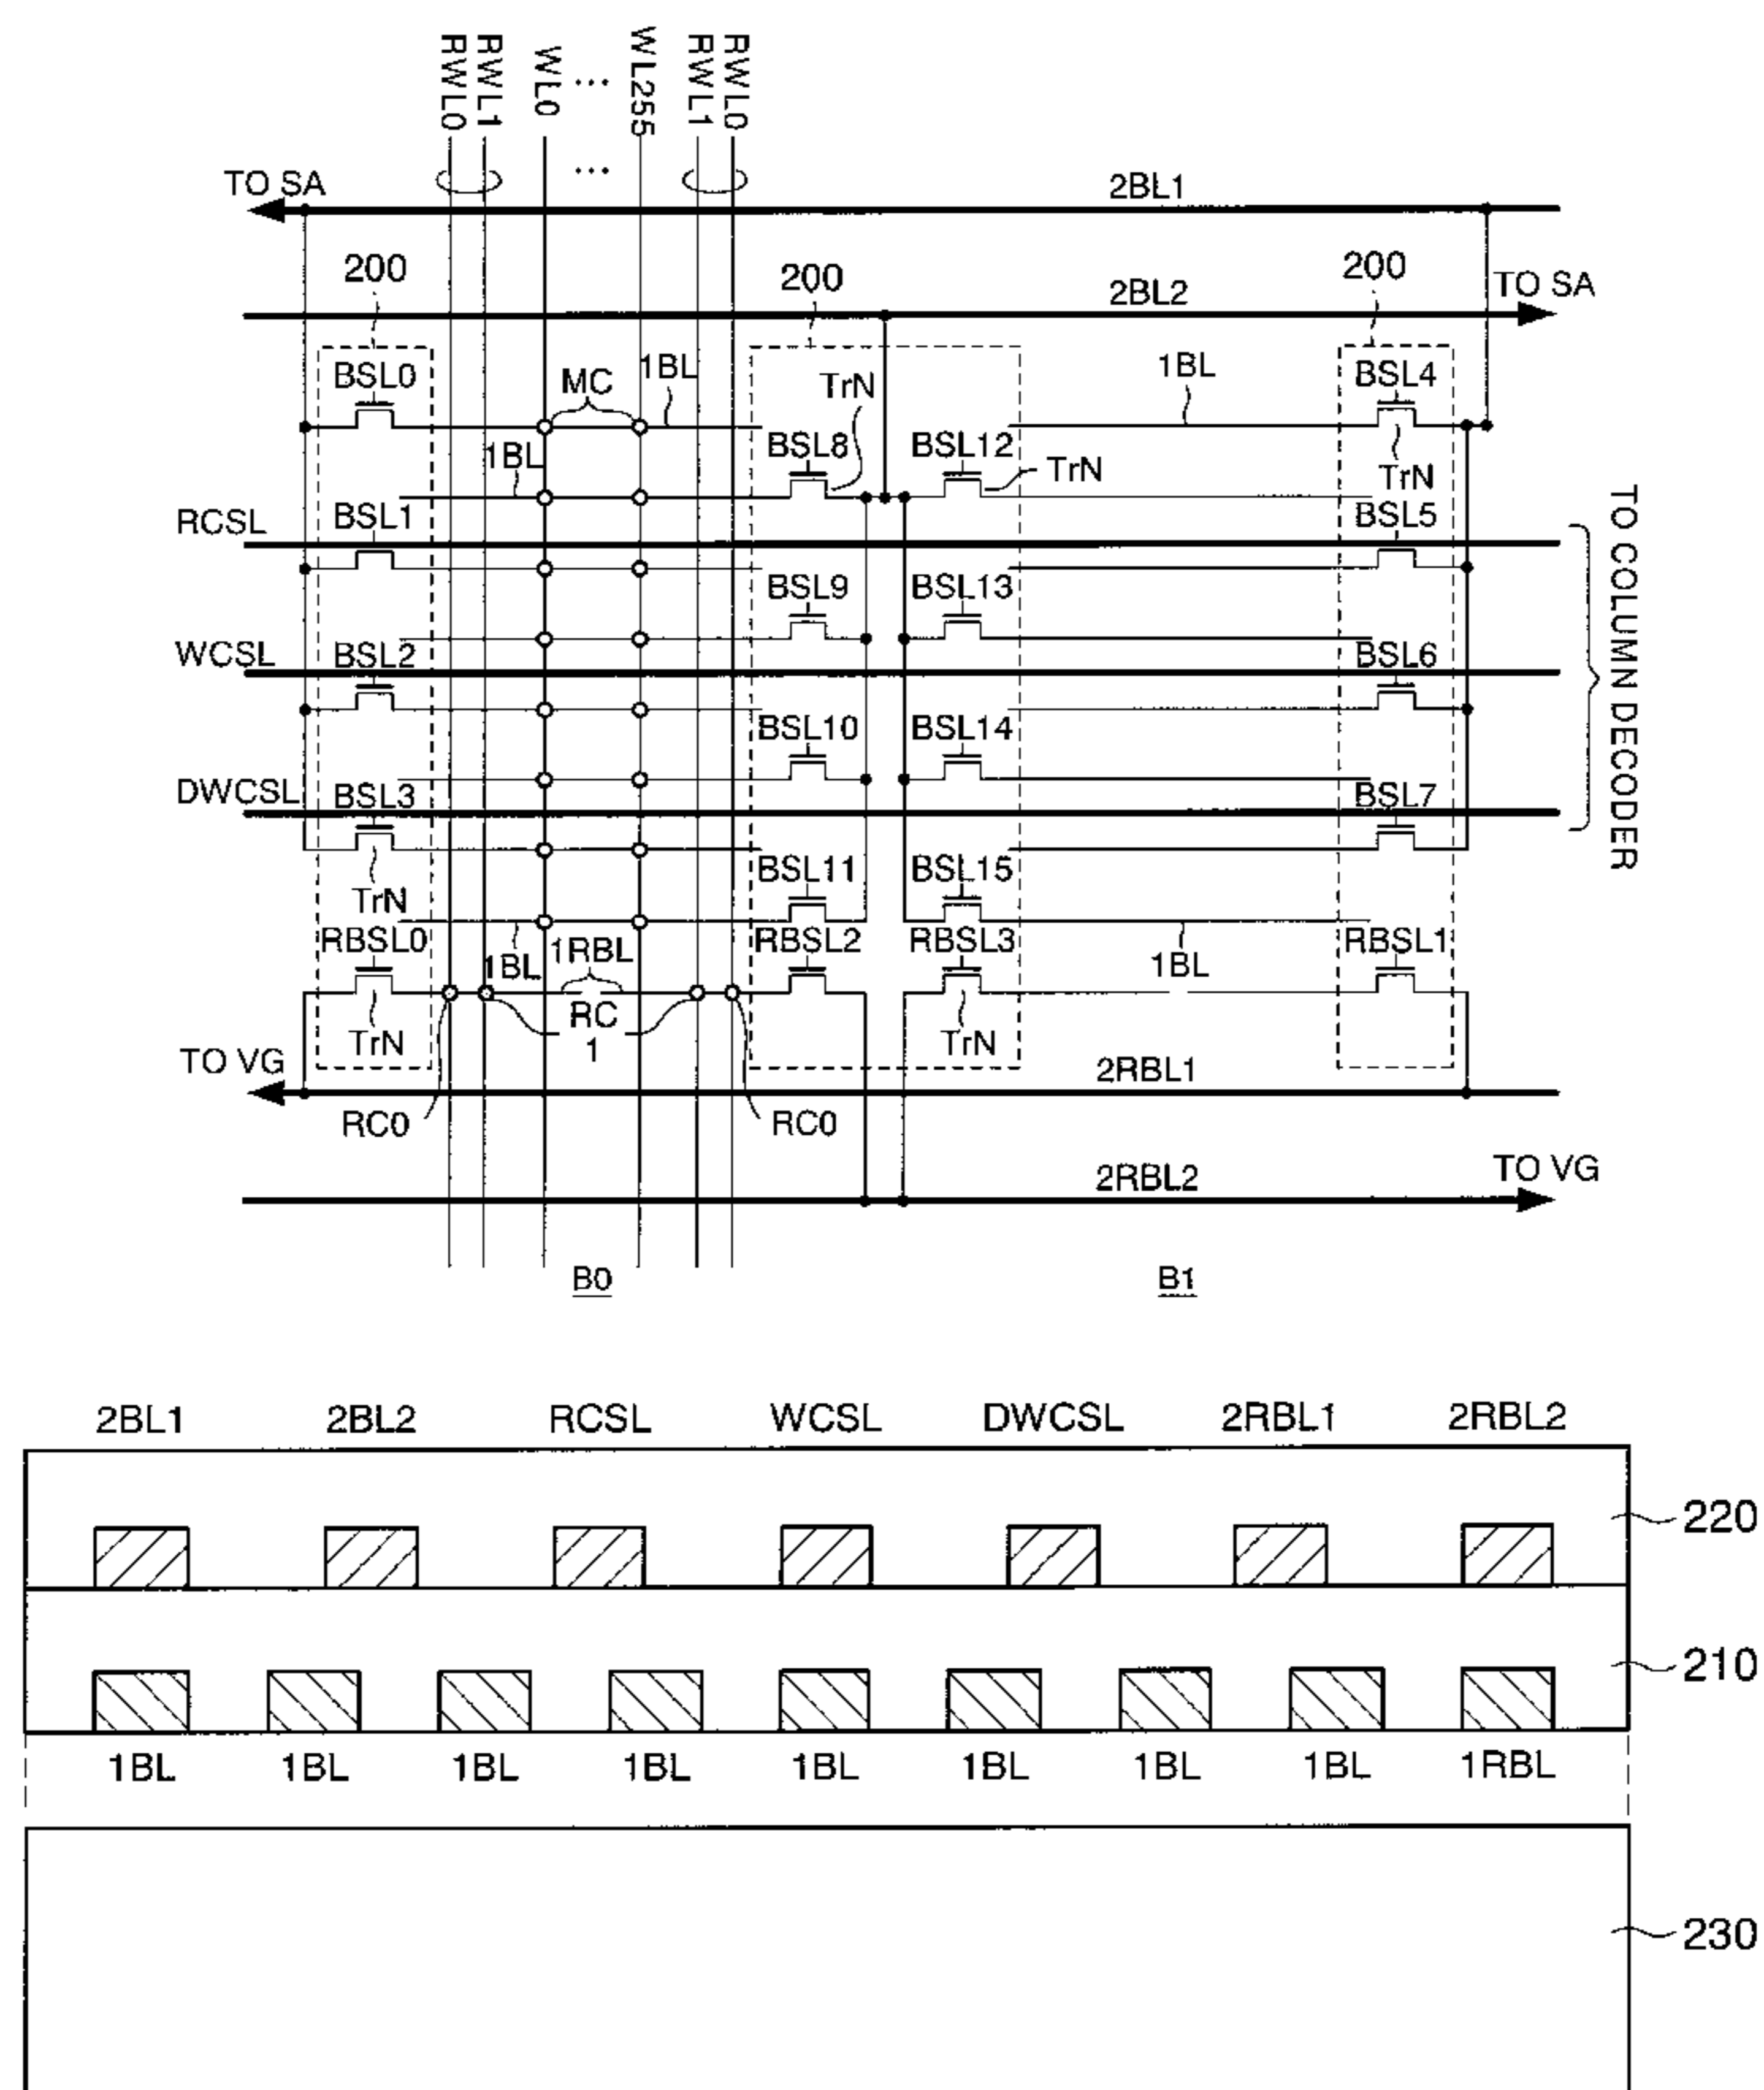 RWL0
RWL1
WL0
...
WL255
RWL1
RWL0
...
TO SA
2BL1
200
200
200
2BL2
TO SA
BSL0
MC
1BL
TrN
1BL
BSL4
BSL8
BSL12
TrN
TrN
1BL
RCSL
BSL1
BSL5
BSL9
BSL13
WCSL
BSL2
BSL6
BSL10
BSL14
DWCSL
BSL3
BSL7
TO COLUMN DECODER
BSL11
BSL15
TrN
RBSL0
1BL
1RBL
RBSL2
RBSL3
1BL
RBSL1
RC
1
TrN
TrN
TO VG
2RBL1
RC0
RC0
2RBL2
TO VG
B0
B1
2BL1 2BL2 RCSL WCSL DWCSL 2RBL1 2RBL2
220
210
1BL 1BL 1BL 1BL 1BL 1BL 1BL 1BL 1RBL
230